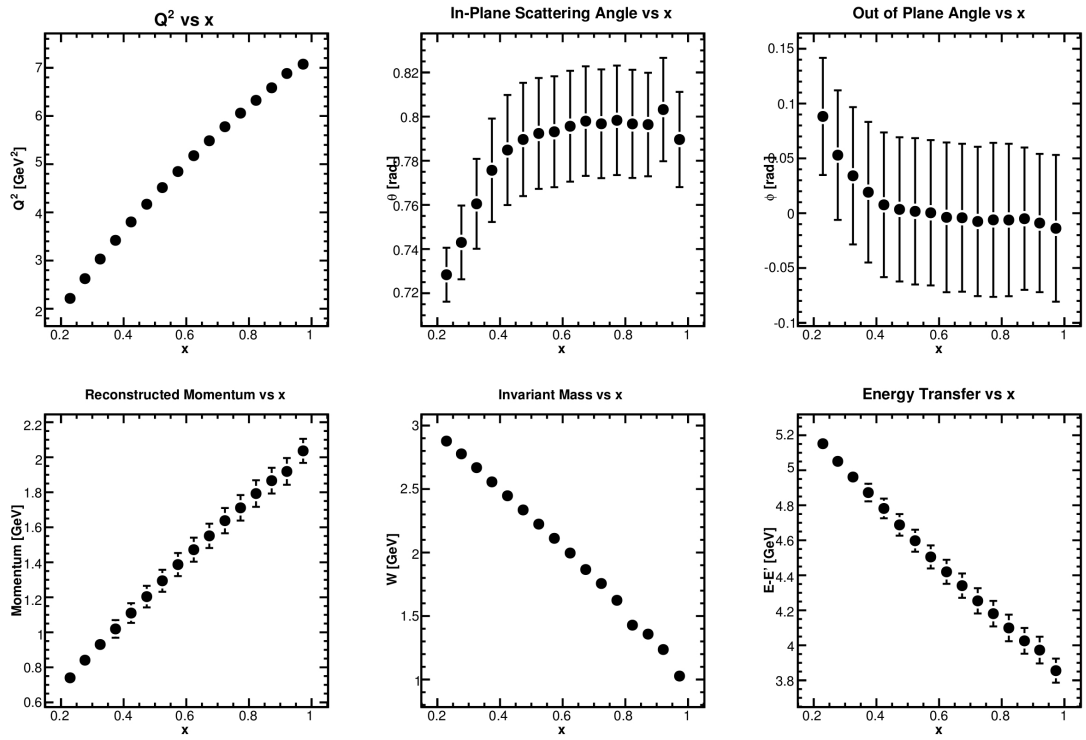 Q² vs x
7
6
5
4
3
2
Q² [GeV²]
0.2 0.4 0.6 0.8 1
x
In-Plane Scattering Angle vs x
0.82
0.8
0.78
0.76
0.74
0.72
θ [rad.]
0.2 0.4 0.6 0.8 1
x
Out of Plane Angle vs x
0.15
0.1
0.05
0
-0.05
-0.1
ϕ [rad.]
0.2 0.4 0.6 0.8 1
x
Reconstructed Momentum vs x
2.2
2
1.8
1.6
1.4
1.2
1
0.8
0.6
Momentum [GeV]
0.2 0.4 0.6 0.8 1
x
Invariant Mass vs x
3
2.5
2
1.5
1
W [GeV]
0.2 0.4 0.6 0.8 1
x
Energy Transfer vs x
5.2
5
4.8
4.6
4.4
4.2
4
3.8
E-E' [GeV]
0.2 0.4 0.6 0.8 1
x